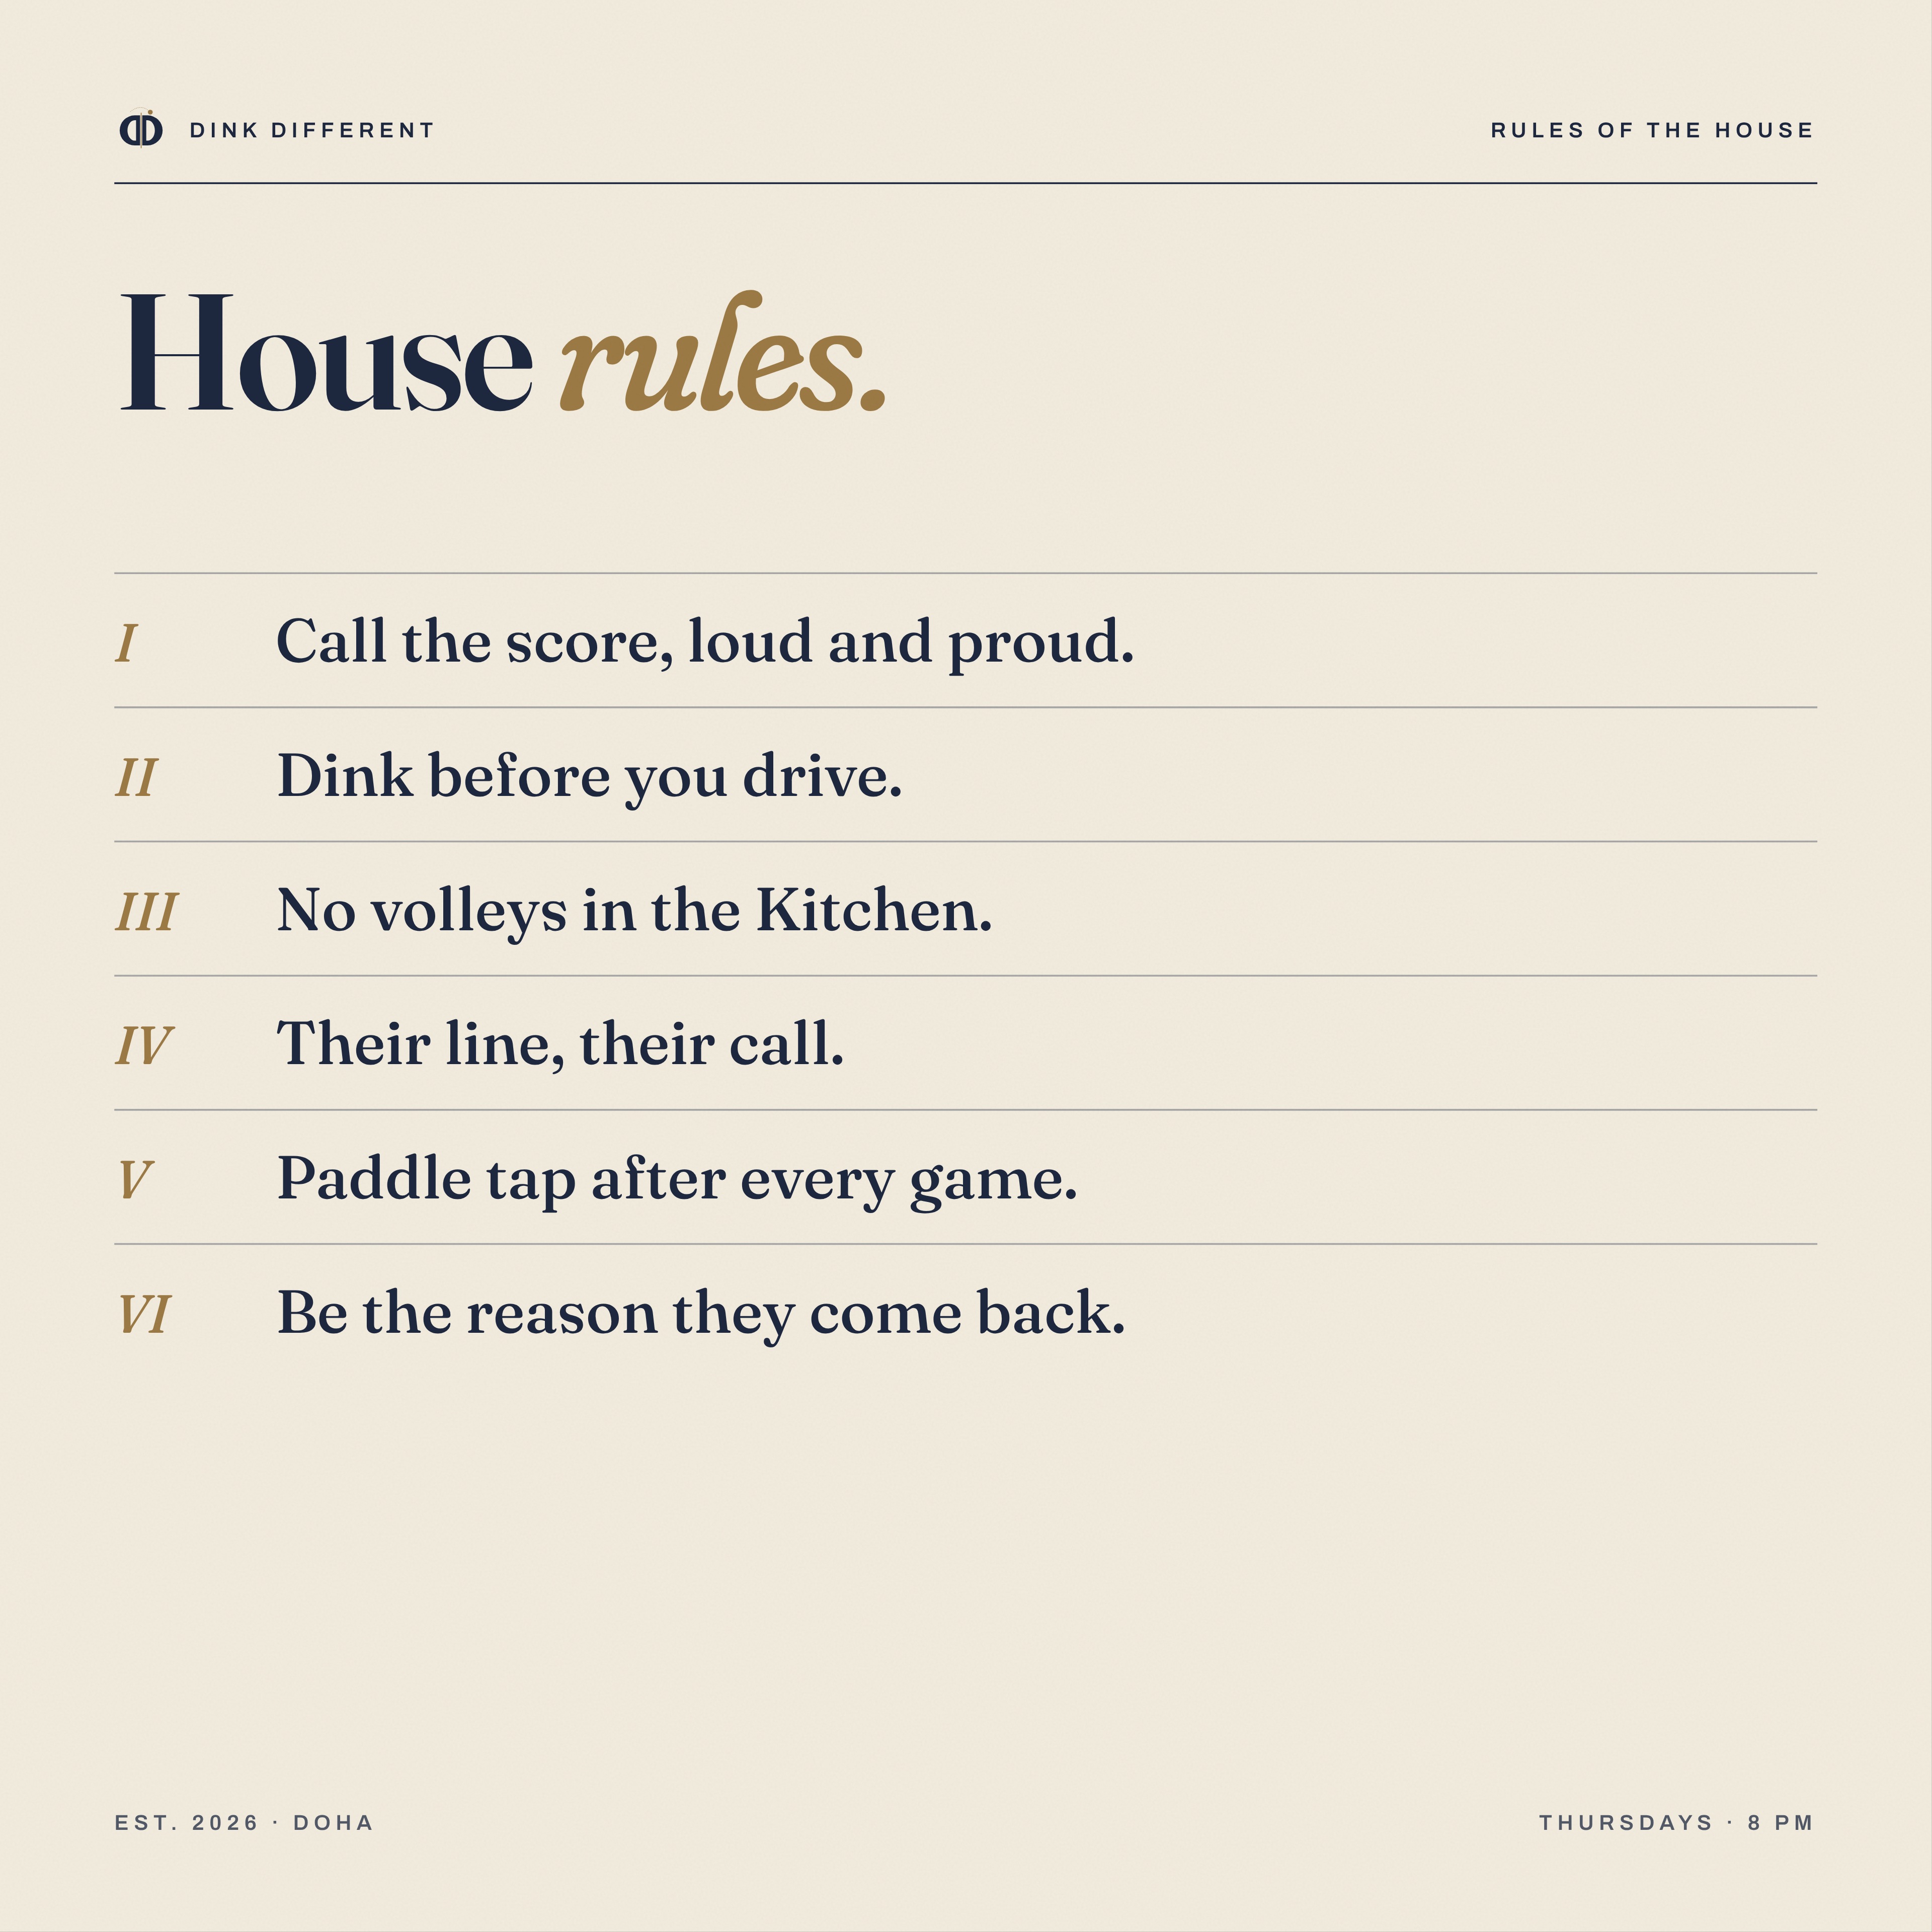 DINK DIFFERENT
RULES OF THE HOUSE
House rules.
I Call the score, loud and proud.
II Dink before you drive.
III No volleys in the Kitchen.
IV Their line, their call.
V Paddle tap after every game.
VI Be the reason they come back.
EST. 2026 · DOHA
THURSDAYS · 8 PM